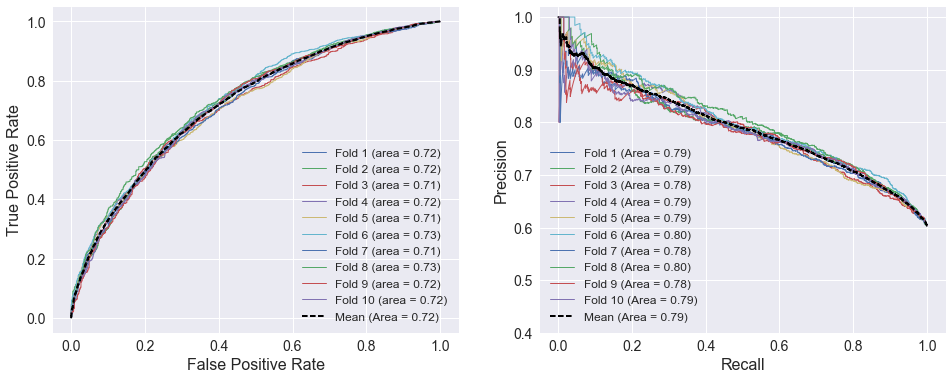 1.0
0.8
0.6
0.4
0.2
0.0
True Positive Rate
Fold 1 (area = 0.72)
Fold 2 (area = 0.72)
Fold 3 (area = 0.71)
Fold 4 (area = 0.72)
Fold 5 (area = 0.71)
Fold 6 (area = 0.73)
Fold 7 (area = 0.71)
Fold 8 (area = 0.73)
Fold 9 (area = 0.72)
Fold 10 (area = 0.72)
Mean (Area = 0.72)
0.0 0.2 0.4 0.6 0.8 1.0
False Positive Rate
1.0
0.9
0.8
0.7
0.6
0.5
0.4
Precision
Fold 1 (Area = 0.79)
Fold 2 (Area = 0.79)
Fold 3 (Area = 0.78)
Fold 4 (Area = 0.79)
Fold 5 (Area = 0.79)
Fold 6 (Area = 0.80)
Fold 7 (Area = 0.78)
Fold 8 (Area = 0.80)
Fold 9 (Area = 0.78)
Fold 10 (Area = 0.79)
Mean (Area = 0.79)
0.0 0.2 0.4 0.6 0.8 1.0
Recall